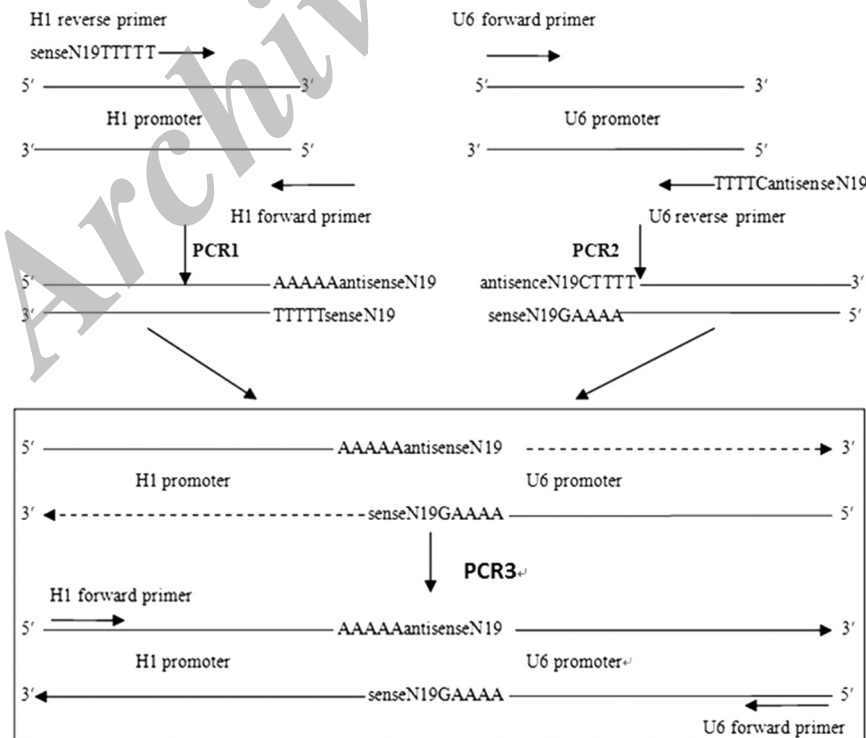 H1 reverse primer
senseN19TTTTT
5′ 3′
H1 promoter
3′ 5′
H1 forward primer
U6 forward primer
5′ 3′
U6 promoter
3′ 5′
TTTTCantisenseN19
U6 reverse primer
PCR1
PCR2
5′ AAAAAantisenseN19
3′ TTTTTsenseN19
antisenceN19CTTTT 3′
senseN19GAAAA 5′
5′ AAAAAantisenseN19 3′
H1 promoter U6 promoter
3′ senseN19GAAAA 5′
PCR3
H1 forward primer
5′ AAAAAantisenseN19 3′
H1 promoter U6 promoter
3′ senseN19GAAAA 5′
U6 forward primer
Archiv